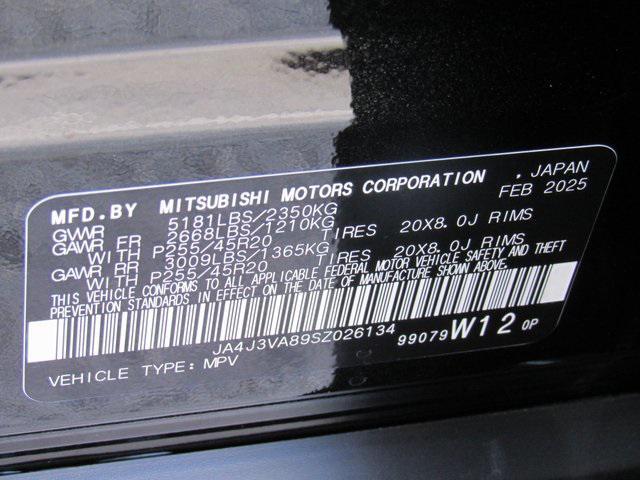 MFD.BY MITSUBISHI MOTORS CORPORATION , JAPAN
GVWR 5181LBS/2350KG FEB 2025
GAWR FR 2668LBS/1210KG
WITH P255/45R20 TIRES 20X8.0J RIMS
GAWR RR 3009LBS/1365KG
WITH P255/45R20 TIRES 20X8.0J RIMS
THIS VEHICLE CONFORMS TO ALL APPLICABLE FEDERAL MOTOR VEHICLE SAFETY AND THEFT
PREVENTION STANDARDS IN EFFECT ON THE DATE OF MANUFACTURE SHOWN ABOVE.
JA4J3VA89SZ026134
99079 W12 0P
VEHICLE TYPE: MPV